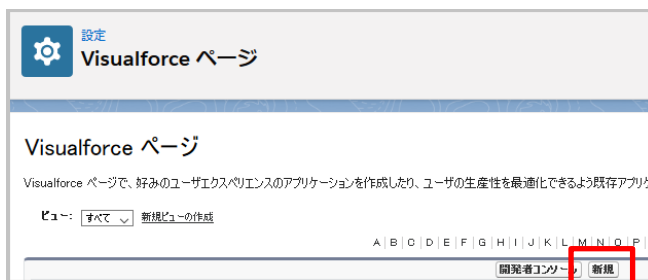 設定
Visualforce ページ
Visualforce ページ
Visualforce ページで、好みのユーザエクスペリエンスのアプリケーションを作成したり、ユーザの生産性を最適化できるよう既存アプリケ
ビュー: すべて 新規ビューの作成
A | B | C | D | E | F | G | H | I | J | K | L | M | N | O | P
開発者コンソール 新規